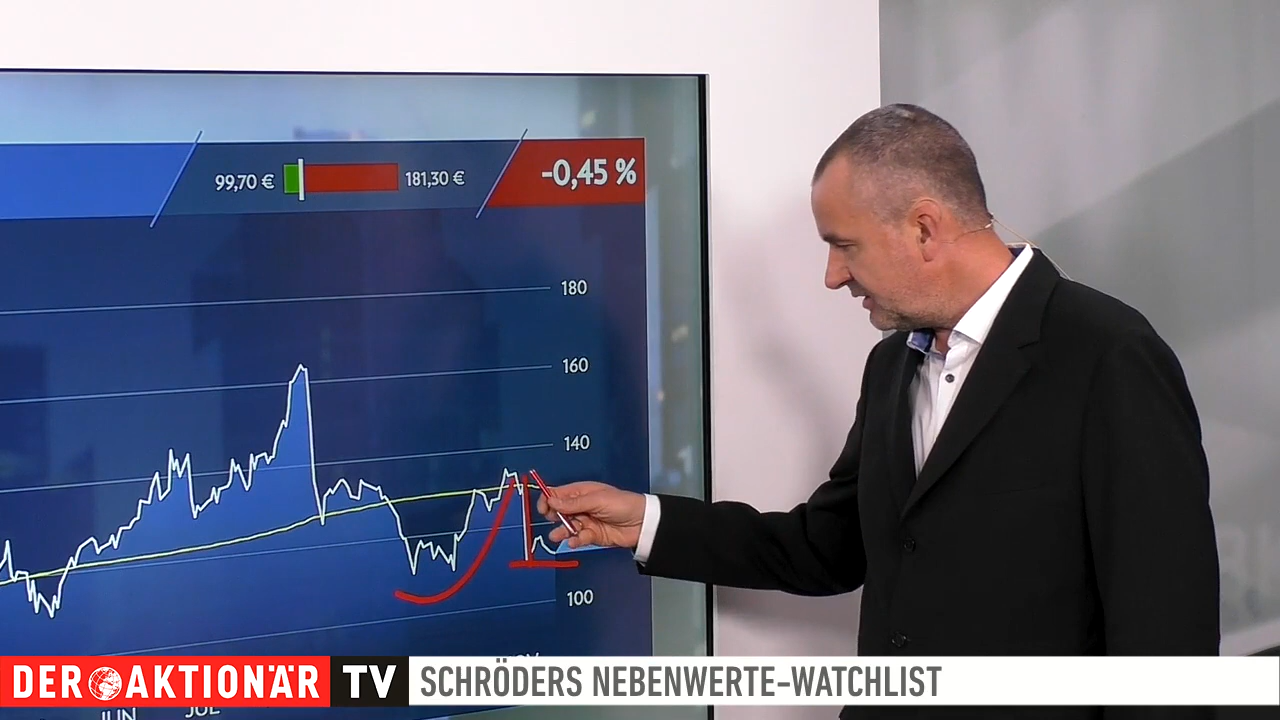 99,70 €
181,30 €
-0,45 %
180
160
140
100
DER AKTIONÄR TV
SCHRÖDERS NEBENWERTE-WATCHLIST
JUN
JUL